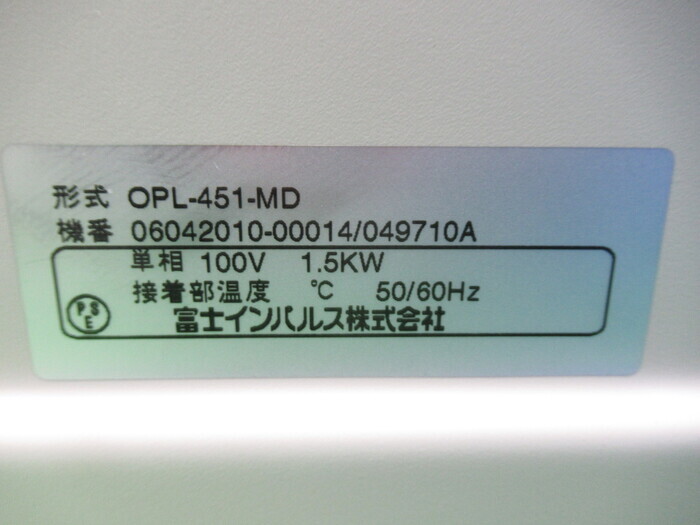 形式 OPL-451-MD
機番 06042010-00014/049710A
単相 100V 1.5KW
接着部温度 ℃ 50/60Hz
PSE 富士インパルス株式会社